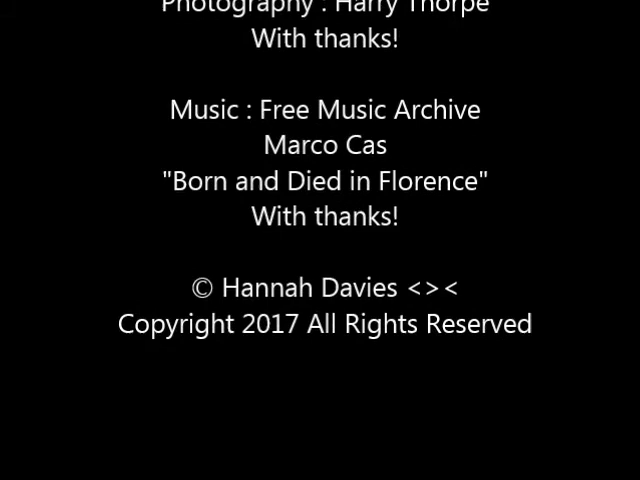 Photography : Harry Thorpe
With thanks!
Music : Free Music Archive
Marco Cas
"Born and Died in Florence"
With thanks!
© Hannah Davies <><
Copyright 2017 All Rights Reserved